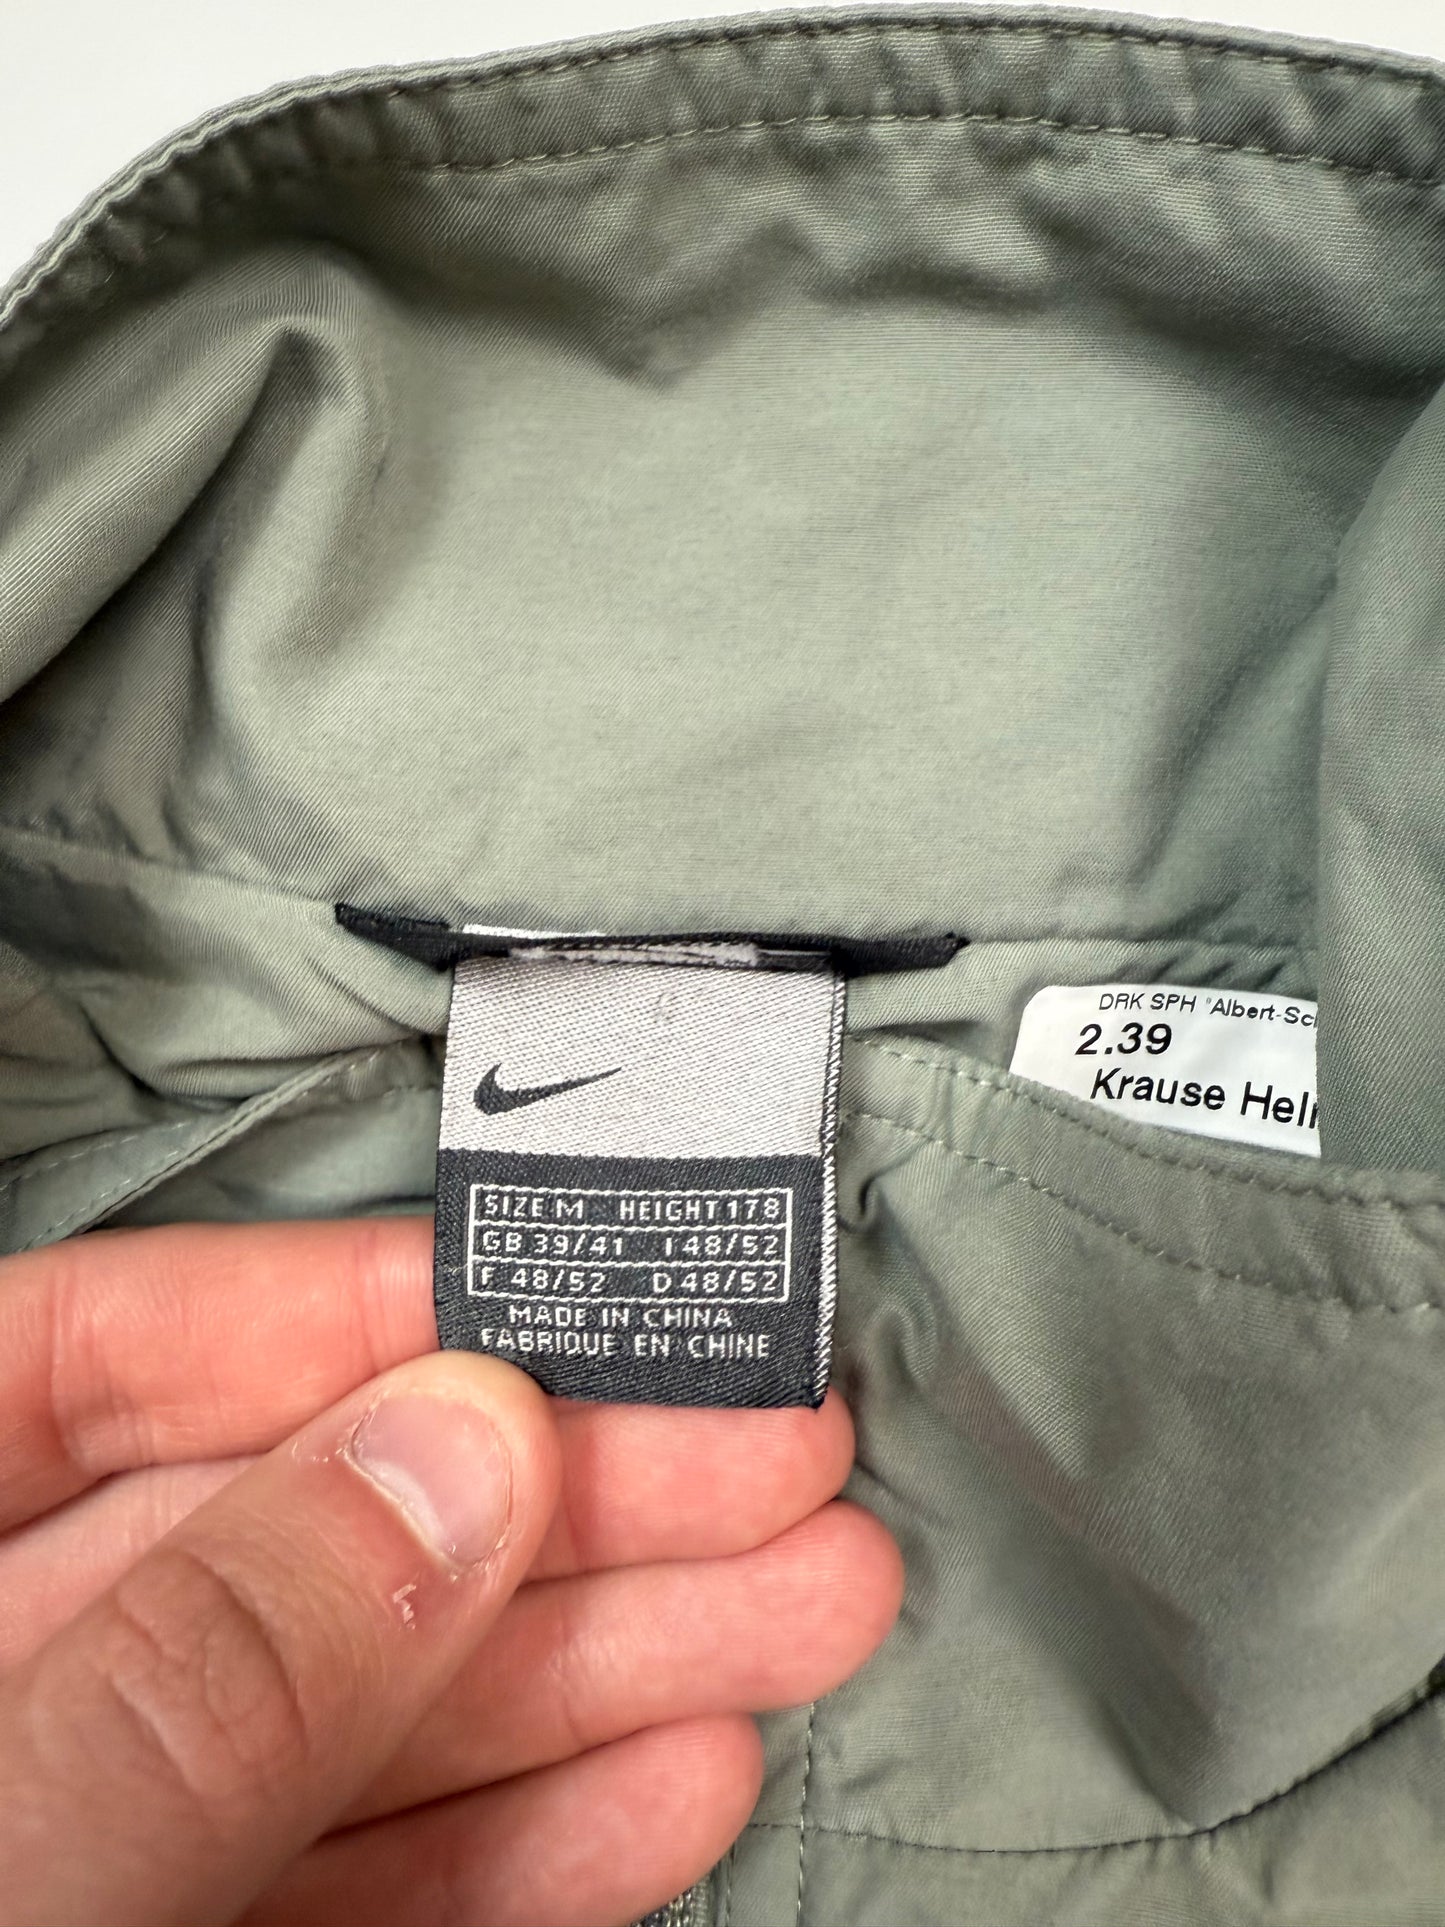 DRK SPH "Albert-Sc
2.39
Krause Hel
SIZE M HEIGHT 178
GB 39/41 I 48/52
F 48/52 D 48/52
MADE IN CHINA
FABRIQUE EN CHINE